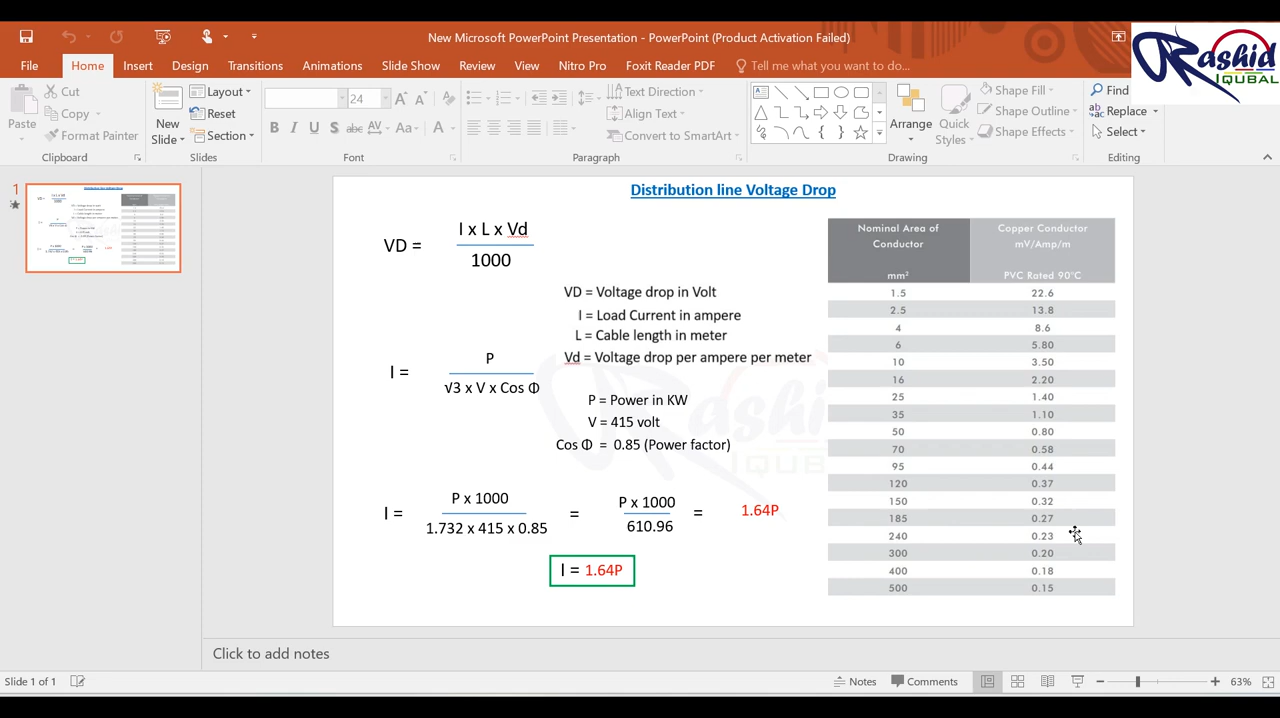 New Microsoft PowerPoint Presentation - PowerPoint (Product Activation Failed)
Rashid
IQUBAL
File Home Insert Design Transitions Animations Slide Show Review View Nitro Pro Foxit Reader PDF Tell me what you want to do...
Paste
Cut
Copy
Format Painter
Clipboard
New
Slide
Layout
Reset
Section
Slides
24
B I U S abc AV Aa A
Font
Text Direction
Align Text
Convert to SmartArt
Paragraph
Arrange
Quick
Styles
Shape Fill
Shape Outline
Shape Effects
Drawing
Find
Replace
Select
Editing
1
Distribution line Voltage Drop
VD =
I x L x Vd
1000
VD = Voltage drop in Volt
I = Load Current in ampere
L = Cable length in meter
Vd = Voltage drop per ampere per meter
I =
P
√3 x V x Cos Φ
P = Power in KW
V = 415 volt
Cos Φ = 0.85 (Power factor)
I =
P x 1000
1.732 x 415 x 0.85
=
P x 1000
610.96
=
1.64P
I = 1.64P
Rashid
IQUBAL
Nominal Area of Conductor mm²
Copper Conductor mV/Amp/m PVC Rated 90°C
1.5 22.6
2.5 13.8
4 8.6
6 5.80
10 3.50
16 2.20
25 1.40
35 1.10
50 0.80
70 0.58
95 0.44
120 0.37
150 0.32
185 0.27
240 0.23
300 0.20
400 0.18
500 0.15
Click to add notes
Slide 1 of 1
Notes Comments 63%